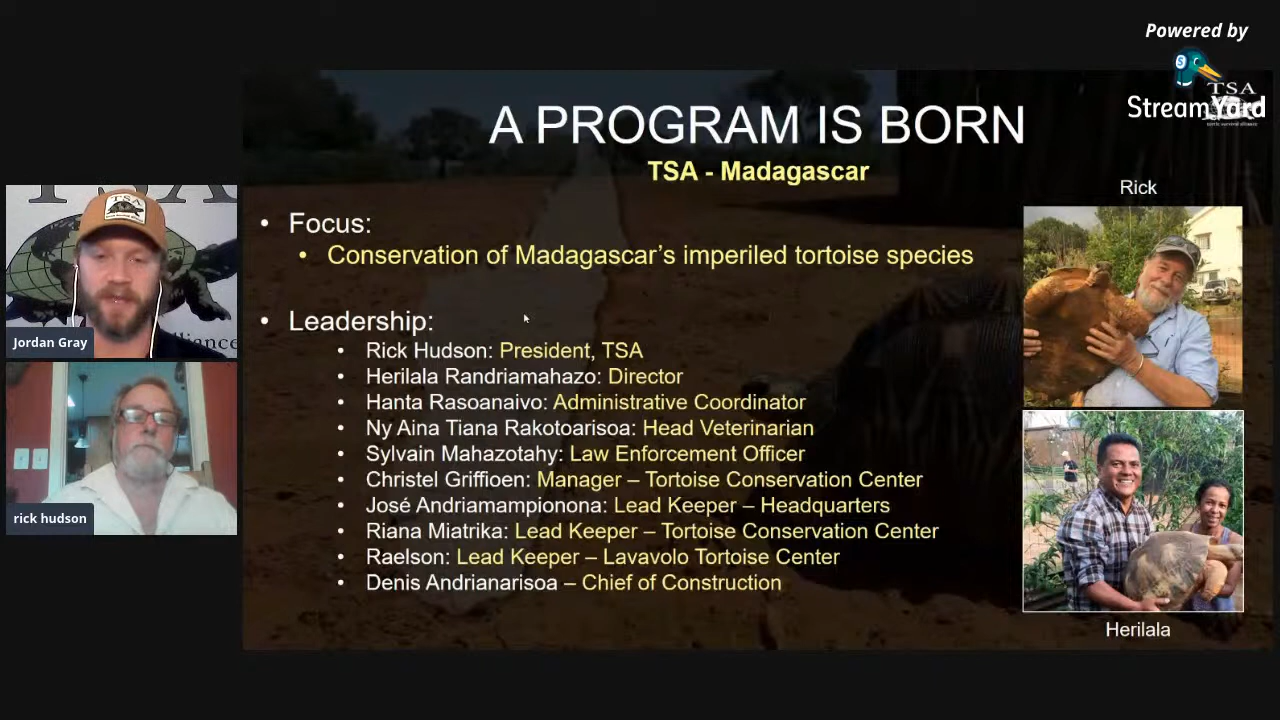 Powered by
StreamYard
TSA
A PROGRAM IS BORN
TSA - Madagascar
• Focus:
• Conservation of Madagascar's imperiled tortoise species
• Leadership:
• Rick Hudson: President, TSA
• Herilala Randriamahazo: Director
• Hanta Rasoanaivo: Administrative Coordinator
• Ny Aina Tiana Rakotoarisoa: Head Veterinarian
• Sylvain Mahazotahy: Law Enforcement Officer
• Christel Griffioen: Manager – Tortoise Conservation Center
• José Andriamampionona: Lead Keeper – Headquarters
• Riana Miatrika: Lead Keeper – Tortoise Conservation Center
• Raelson: Lead Keeper – Lavavolo Tortoise Center
• Denis Andrianarisoa – Chief of Construction
Rick
Herilala
TSA
Jordan Gray
rick hudson